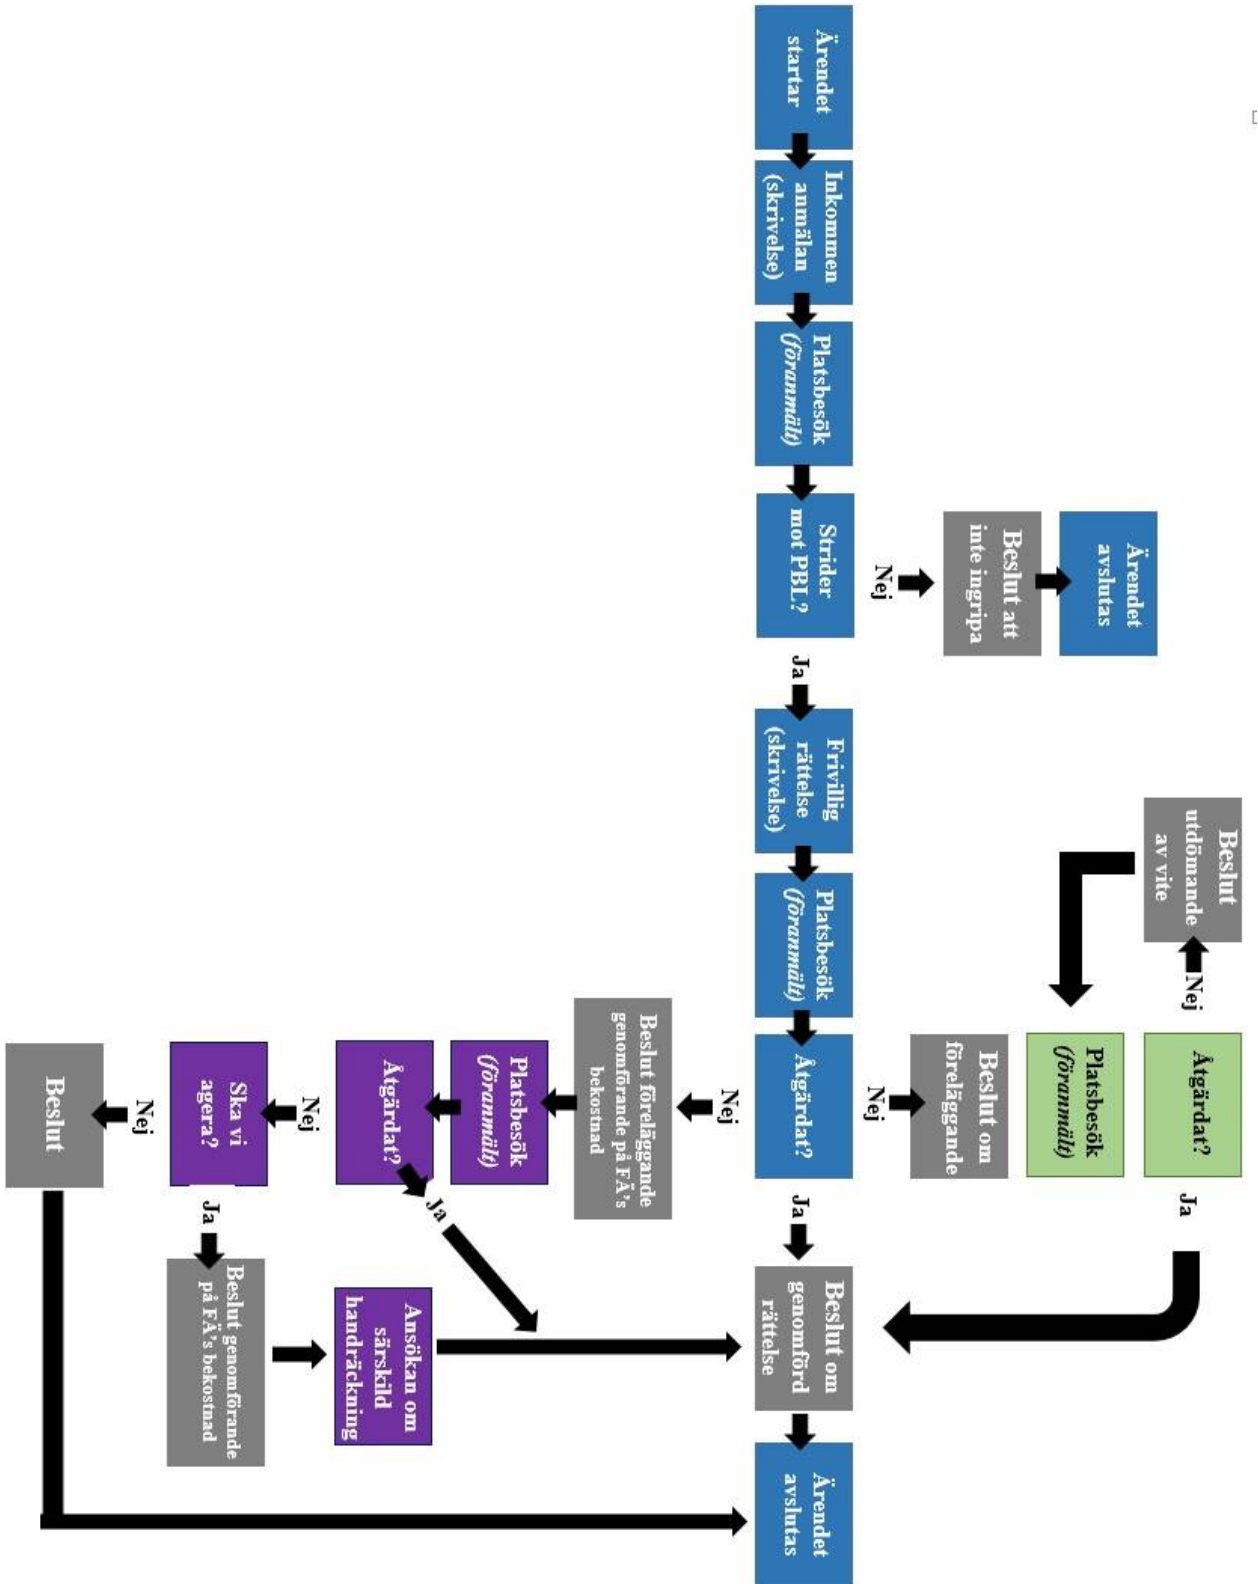 Beslut
utdömande
av vite
Nej
Åtgärdat?
Ja
Ärendet
avslutas
Platsbesök
(föranmält)
Beslut att
inte ingripa
Beslut om
föreläggande
Nej
Nej
Ärendet
startar
Inkommen
anmälan
(skrivelse)
Platsbesök
(föranmält)
Strider
mot PBL?
Ja
Frivillig
rättelse
(skrivelse)
Platsbesök
(föranmält)
Åtgärdat?
Ja
Beslut om
genomförd
rättelse
Ärendet
avslutas
Nej
Beslut föreläggande
genomförande på FÄ's
bekostnad
Platsbesök
(föranmält)
Åtgärdat?
Ja
Ansökan om
särskild
handräckning
Nej
Ska vi
agera?
Ja
Beslut genomförande
på FÄ's bekostnad
Nej
Beslut